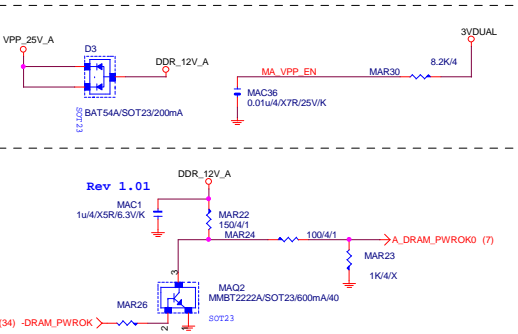 VPP_25V_A
D3
DDR_12V_A
BAT54A/SOT23/200mA
SOT23
3VDUAL
8.2K/4
MA_VPP_EN
MAR30
MAC36
0.01u/4/X7R/25V/K
Rev 1.01
DDR_12V_A
MAC1
1u/4/X5R/6.3V/K
MAR22
150/4/1
MAR24
100/4/1
A_DRAM_PWROK0 (7)
MAR23
1K/4/X
3
MAQ2
MMBT2222A/SOT23/600mA/40
SOT23
MAR26
2
(34) -DRAM_PWROK